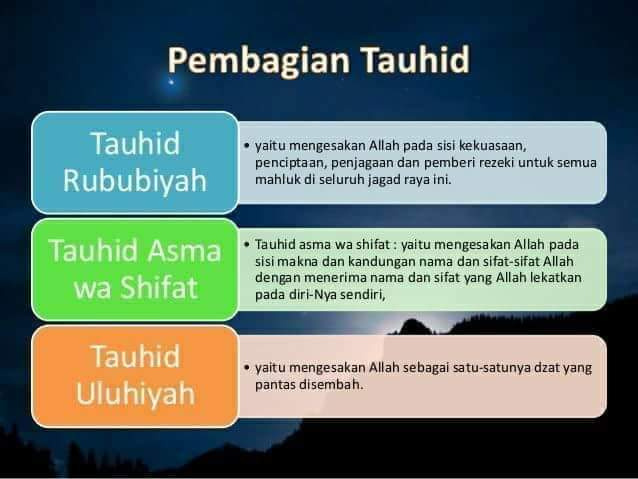 Pembagian Tauhid
Tauhid
Rububiyah
• yaitu mengesakan Allah pada sisi kekuasaan,
penciptaan, penjagaan dan pemberi rezeki untuk semua
mahluk di seluruh jagad raya ini.
Tauhid Asma
wa Shifat
• Tauhid asma wa shifat : yaitu mengesakan Allah pada
sisi makna dan kandungan nama dan sifat-sifat Allah
dengan menerima nama dan sifat yang Allah lekatkan
pada diri-Nya sendiri,
Tauhid
Uluhiyah
• yaitu mengesakan Allah sebagai satu-satunya dzat yang
pantas disembah.